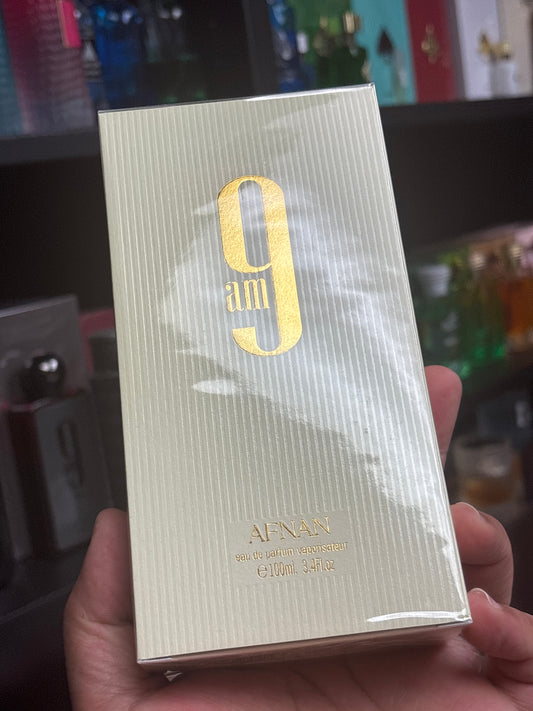 9
am
AFNAN
eau de parfum vaporisateur
℮100ml. 3.4Fl.oz